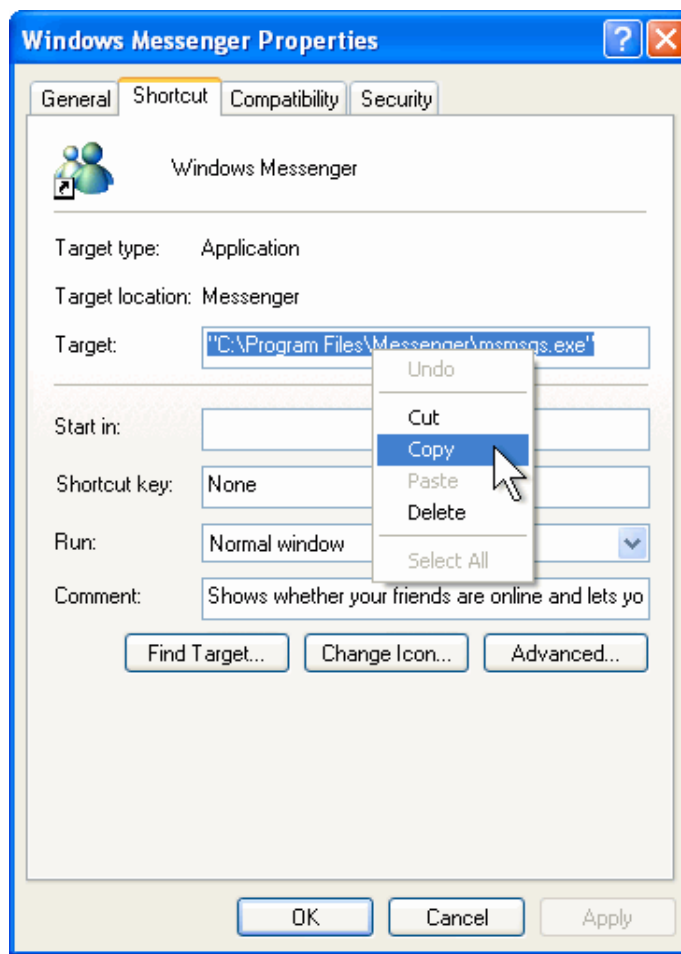 Windows Messenger Properties
General Shortcut Compatibility Security
Windows Messenger
Target type: Application
Target location: Messenger
Target: "C:\Program Files\Messenger\msmsgs.exe"
Undo
Cut
Start in:
Copy
Shortcut key: None
Paste
Delete
Run: Normal window
Select All
Comment: Shows whether your friends are online and lets yo
Find Target... Change Icon... Advanced...
OK Cancel Apply